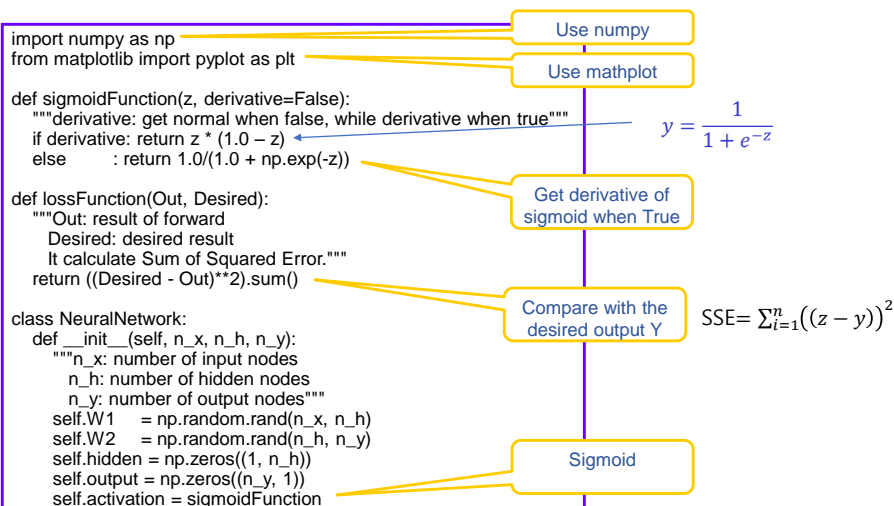 import numpy as np
from matplotlib import pyplot as plt
def sigmoidFunction(z, derivative=False):
"""derivative: get normal when false, while derivative when true"""
if derivative: return z * (1.0 – z)
else : return 1.0/(1.0 + np.exp(-z))
def lossFunction(Out, Desired):
"""Out: result of forward
Desired: desired result
It calculate Sum of Squared Error."""
return ((Desired - Out)**2).sum()
class NeuralNetwork:
def __init__(self, n_x, n_h, n_y):
"""n_x: number of input nodes
n_h: number of hidden nodes
n_y: number of output nodes"""
self.W1 = np.random.rand(n_x, n_h)
self.W2 = np.random.rand(n_h, n_y)
self.hidden = np.zeros((1, n_h))
self.output = np.zeros((n_y, 1))
self.activation = sigmoidFunction
Use numpy
Use mathplot
y = 1 / (1 + e^{-z})
Get derivative of
sigmoid when True
Compare with the
desired output Y
SSE= ∑_{i=1}^{n}((z − y))^2
Sigmoid